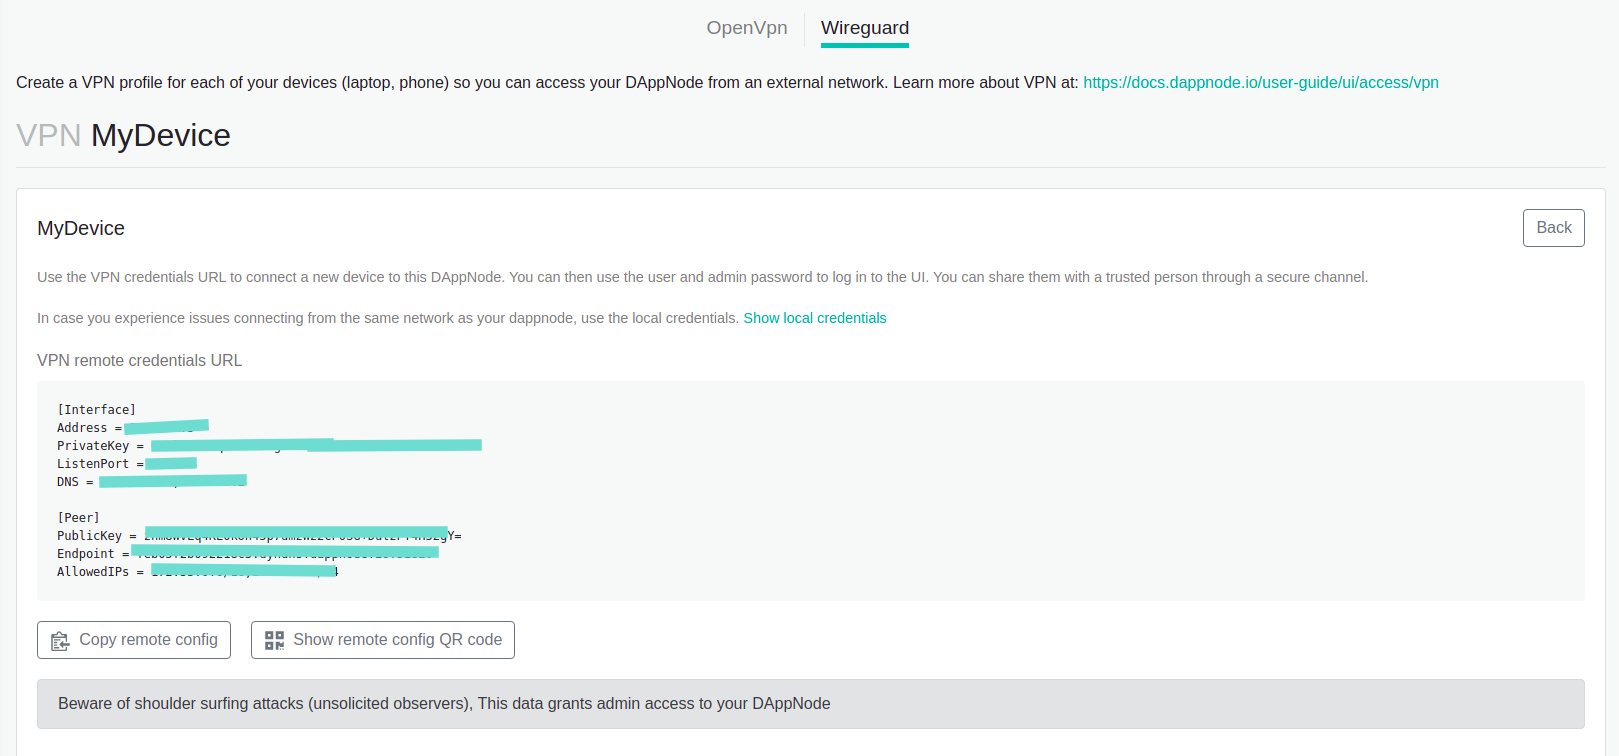 OpenVpn
Wireguard
Create a VPN profile for each of your devices (laptop, phone) so you can access your DAppNode from an external network. Learn more about VPN at: https://docs.dappnode.io/user-guide/ui/access/vpn
VPN MyDevice
MyDevice
Back
Use the VPN credentials URL to connect a new device to this DAppNode. You can then use the user and admin password to log in to the UI. You can share them with a trusted person through a secure channel.
In case you experience issues connecting from the same network as your dappnode, use the local credentials. Show local credentials
VPN remote credentials URL
[Interface]
Address =
PrivateKey =
ListenPort =
DNS =
[Peer]
PublicKey =
Endpoint =
AllowedIPs =
Copy remote config
Show remote config QR code
Beware of shoulder surfing attacks (unsolicited observers), This data grants admin access to your DAppNode